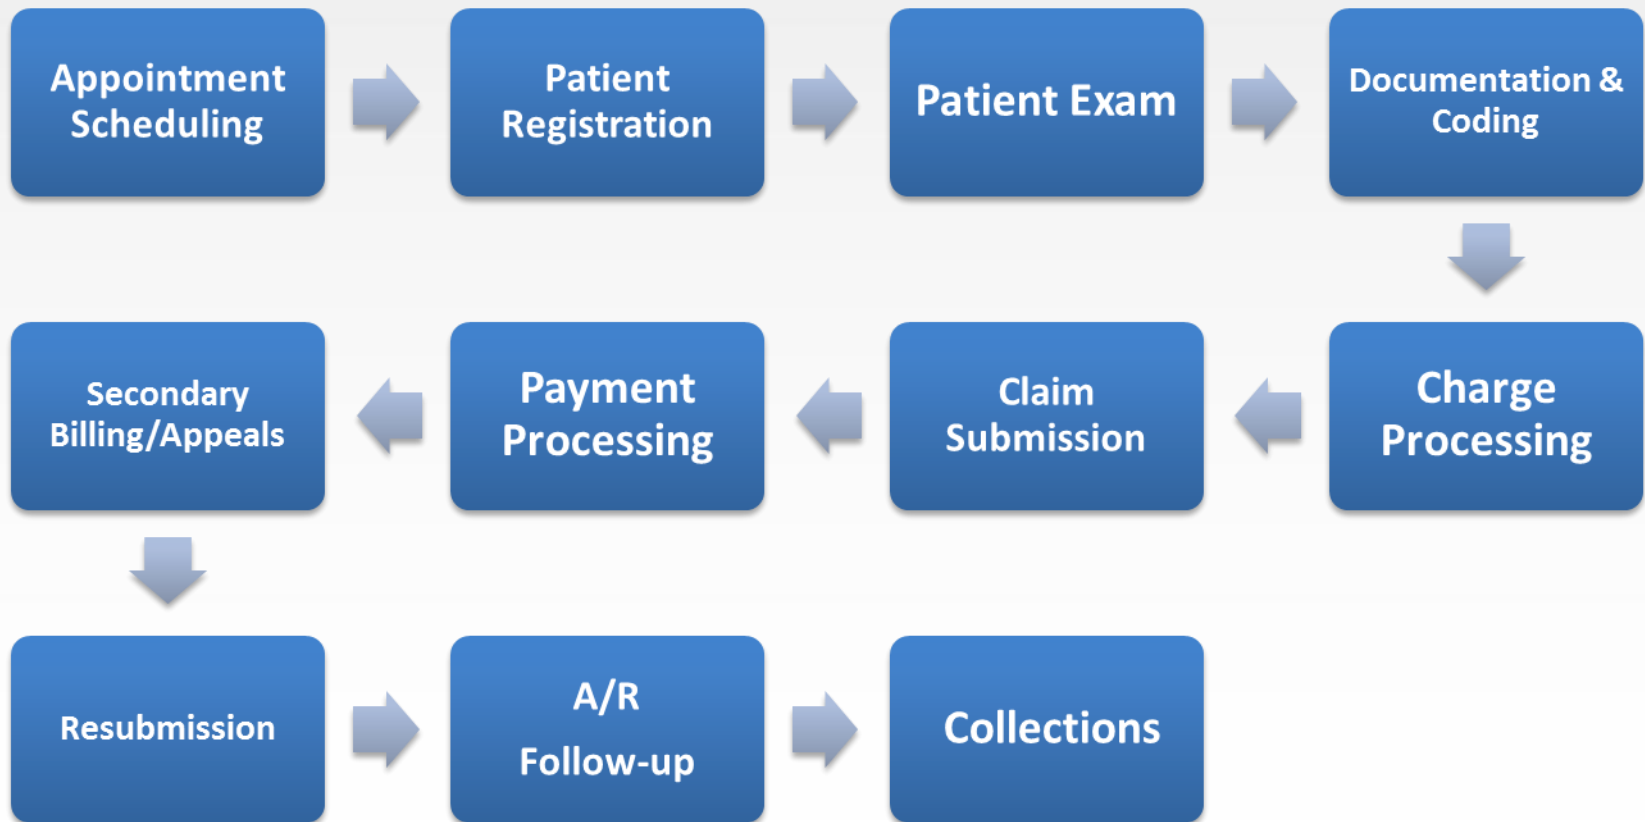 Appointment
Scheduling
Patient
Registration
Patient Exam
Documentation &
Coding
Charge
Processing
Claim
Submission
Payment
Processing
Secondary
Billing/Appeals
Resubmission
A/R
Follow-up
Collections